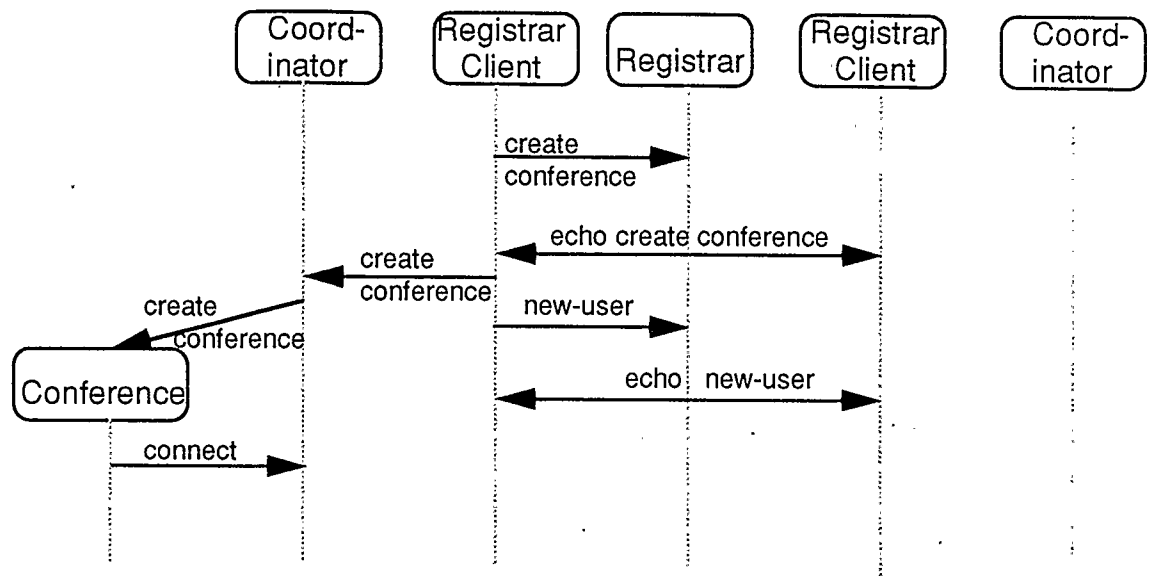 Coord-
inator
Registrar
Client
Registrar
Registrar
Client
Coord-
inator
create
conference
echo create conference
create
conference
create
conference
new-user
Conference
echo new-user
connect